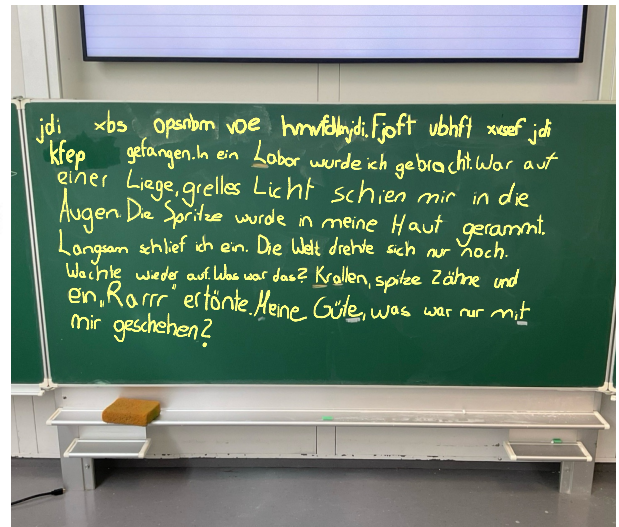 jdi xbs opsnbm voe hmvfdlmjdi. Fjoft ubhft xvsef jdi
kfep gefangen. In ein Labor wurde ich gebracht. War auf
einer Liege, grelles Licht schien mir in die
Augen. Die Spritze wurde in meine Haut gerammt.
Langsam schlief ich ein. Die Welt drehte sich nur noch.
Wachte wieder auf. Was war das? Krallen, spitze Zähne und
ein „Rarrr" ertönte. Meine Güte, was war nur mit
mir geschehen?